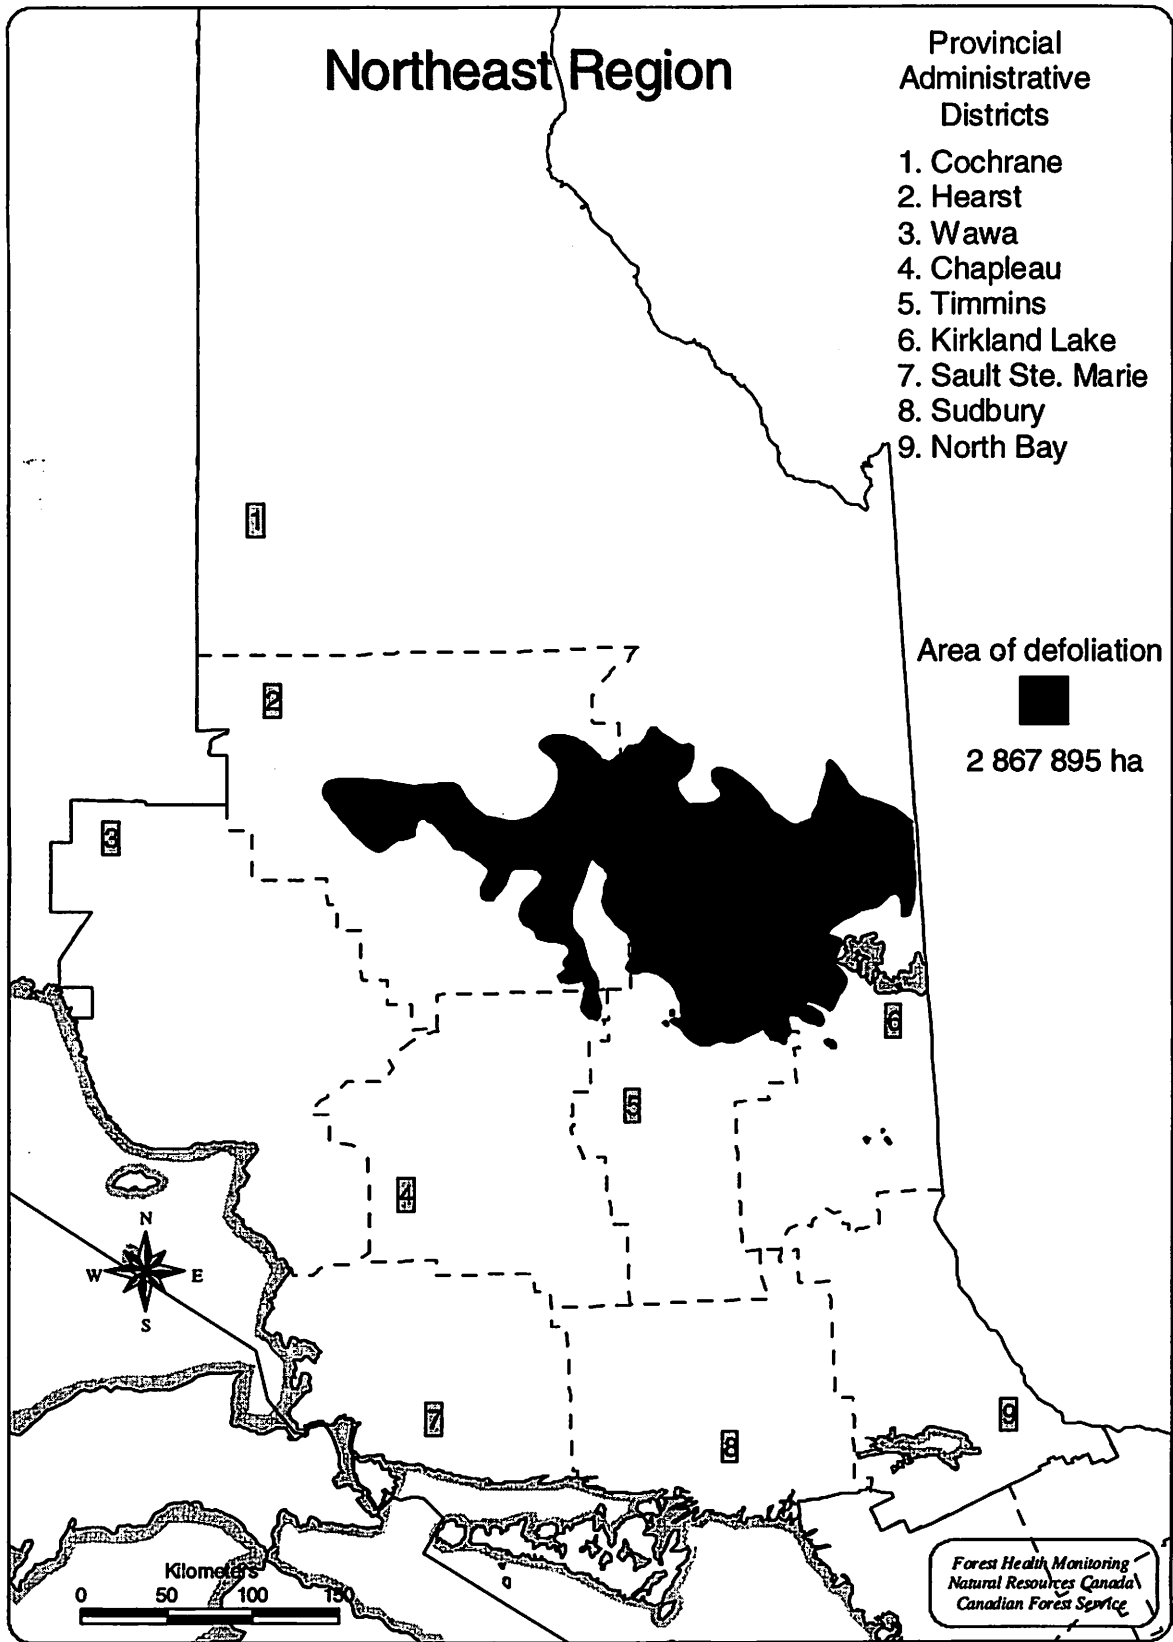 Northeast Region
Provincial
Administrative
Districts
1. Cochrane
2. Hearst
3. Wawa
4. Chapleau
5. Timmins
6. Kirkland Lake
7. Sault Ste. Marie
8. Sudbury
9. North Bay
1
2
Area of defoliation
2 867 895 ha
3
6
5
4
N
W E
S
7
9
8
Kilometers
0 50 100 150
Forest Health Monitoring
Natural Resources Canada
Canadian Forest Service